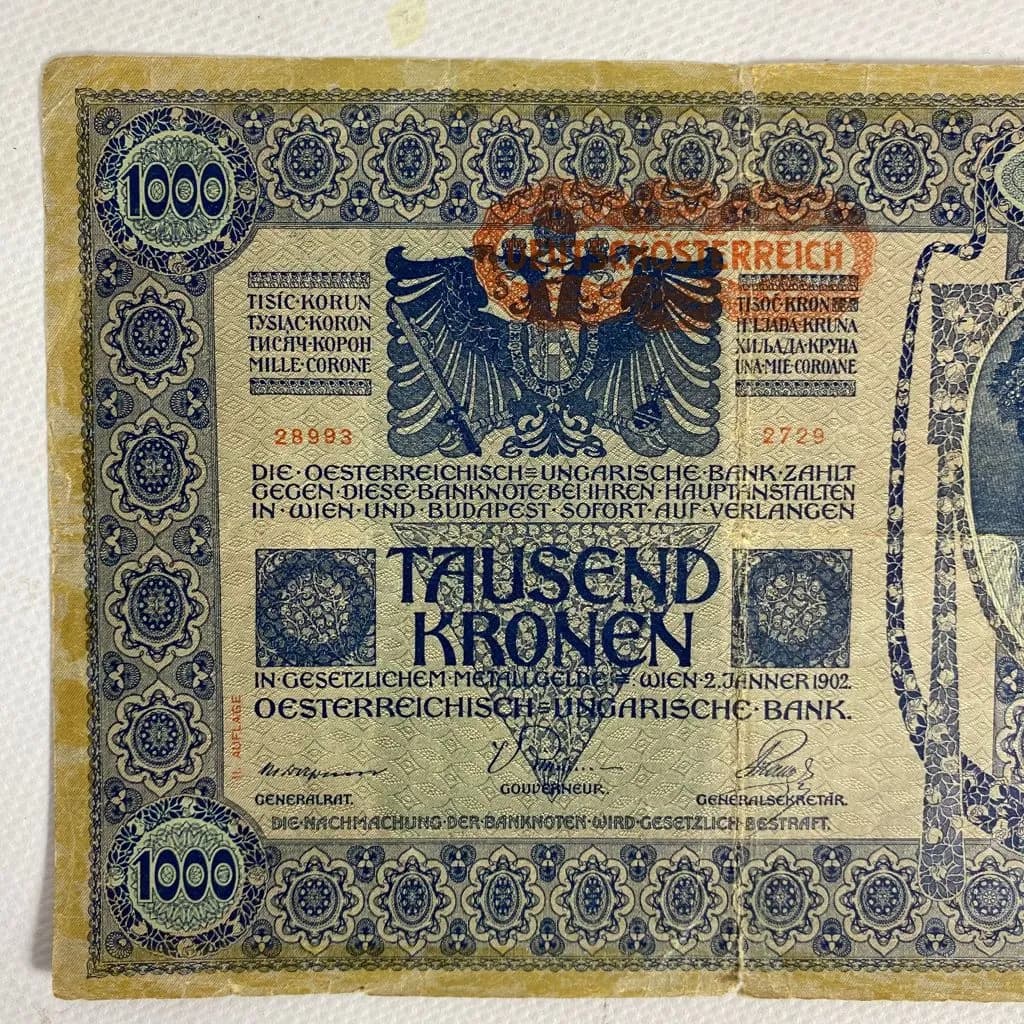 1000
DEUTSCHÖSTERREICH
TISÍC·KORUN
TYSIĄC·KORON
ТИСЯЧ·КОРОН
MILLE·CORONE
TISOČ·KRON
ХИЉАДА·КРУНА
UNA·MIE·COROANE
28993
2729
DIE·OESTERREICHISCH=UNGARISCHE·BANK·ZAHLT
GEGEN·DIESE·BANKNOTE·BEI·IHREN·HAUPTANSTALTEN
IN·WIEN·UND·BUDAPEST·SOFORT·AUF·VERLANGEN
TAUSEND
KRONEN
IN GESETZLICHEM·METALLGELDE·=WIEN·2.JÄNNER 1902.
OESTERREICHISCH=UNGARISCHE·BANK.
II. AUFLAGE
GENERALRAT.
GOUVERNEUR.
GENERALSEKRETÄR.
DIE·NACHMACHUNG·DER·BANKNOTEN·WIRD·GESETZLICH·BESTRAFT.
1000